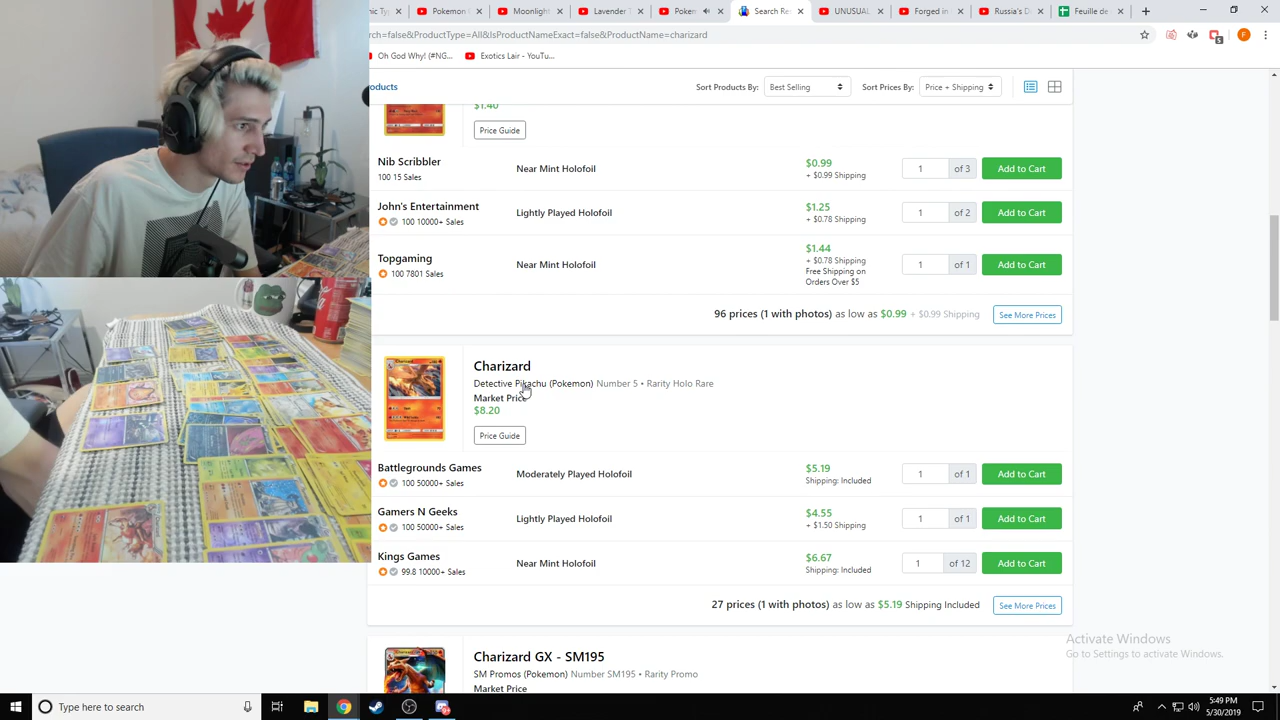 nic Typ
Pokemon
Moonlight
Lavender T
Pokem
Search Re
UNUSUAL
Forged in
Russia's D
Feuille de
rch=false&ProductType=All&IsProductNameExact=false&ProductName=charizard
Oh God Why! (#NG...
Exotics Lair - YouTu...
oducts
Sort Products By:
Best Selling
Sort Prices By:
Price + Shipping
$1.40
Price Guide
Nib Scribbler
100 15 Sales
Near Mint Holofoil
$0.99
+ $0.99 Shipping
1 of 3
Add to Cart
John's Entertainment
100 10000+ Sales
Lightly Played Holofoil
$1.25
+ $0.78 Shipping
1 of 2
Add to Cart
Topgaming
100 7801 Sales
Near Mint Holofoil
$1.44
+ $0.78 Shipping
Free Shipping on
Orders Over $5
1 of 1
Add to Cart
96 prices (1 with photos) as low as $0.99 + $0.99 Shipping
See More Prices
Charizard
Detective Pikachu (Pokemon) Number 5 • Rarity Holo Rare
Market Price
$8.20
Price Guide
Battlegrounds Games
100 50000+ Sales
Moderately Played Holofoil
$5.19
Shipping: Included
1 of 1
Add to Cart
Gamers N Geeks
100 50000+ Sales
Lightly Played Holofoil
$4.55
+ $1.50 Shipping
1 of 1
Add to Cart
Kings Games
99.8 10000+ Sales
Near Mint Holofoil
$6.67
Shipping: Included
1 of 12
Add to Cart
27 prices (1 with photos) as low as $5.19 Shipping Included
See More Prices
Charizard GX - SM195
SM Promos (Pokemon) Number SM195 • Rarity Promo
Market Price
Activate Windows
Go to Settings to activate Windows.
Type here to search
5:49 PM
5/30/2019